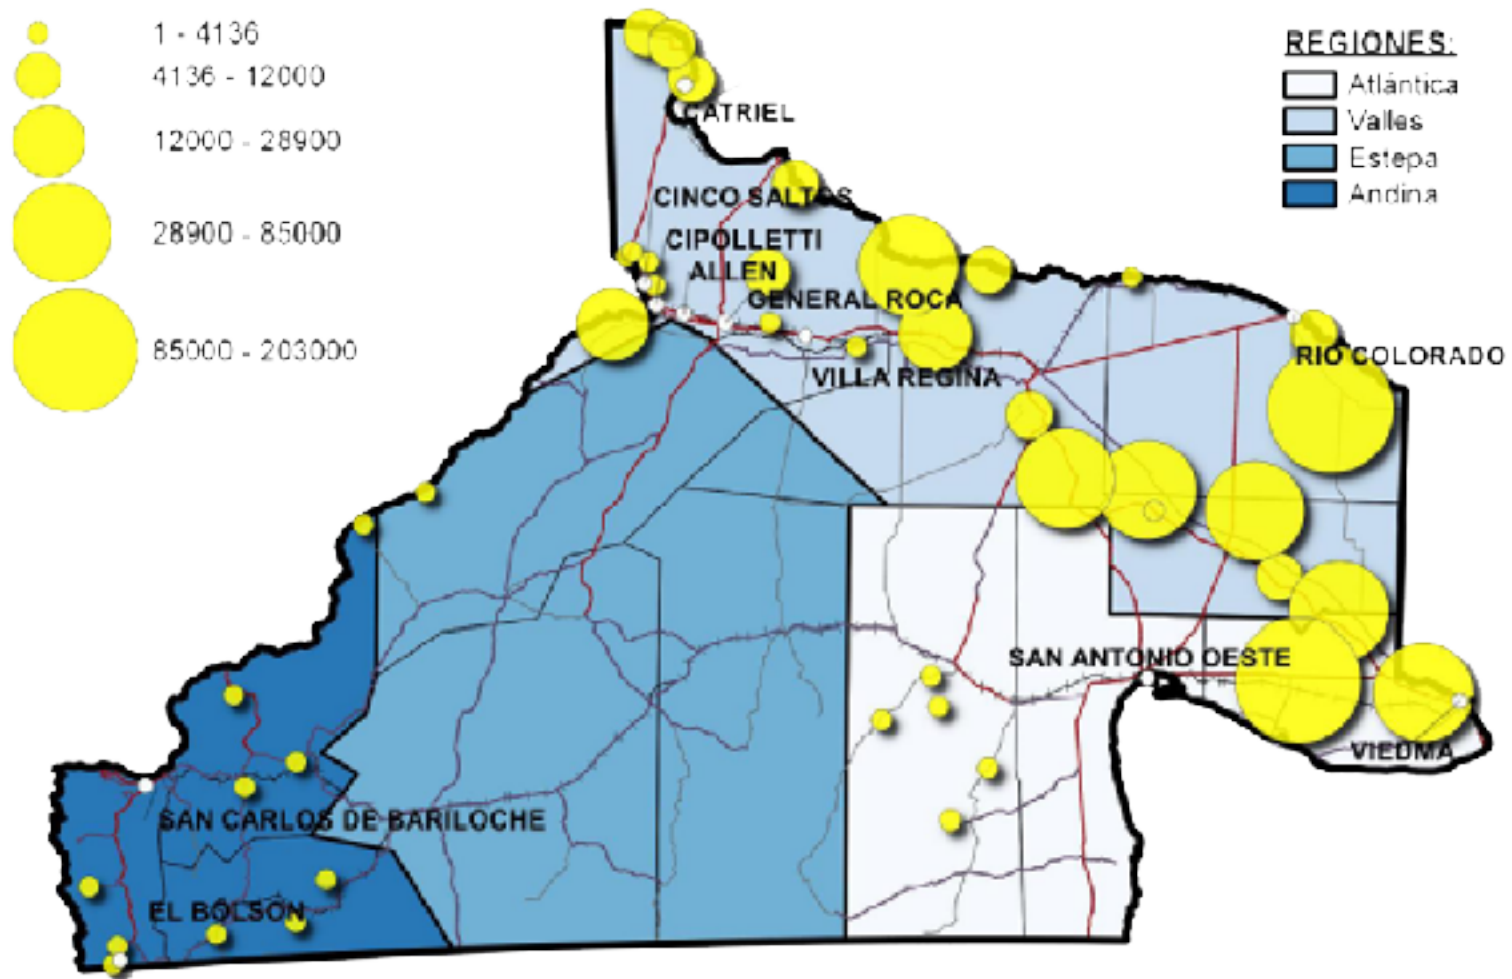 1 - 4136
4136 - 12000
12000 - 28900
28900 - 85000
85000 - 203000
REGIONES:
Atlántica
Valles
Estepa
Andina
CATRIEL
CINCO SALTOS
CIPOLLETTI
ALLEN
GENERAL ROCA
VILLA REGINA
RIO COLORADO
SAN ANTONIO OESTE
VIEDMA
SAN CARLOS DE BARILOCHE
EL BOLSÓN